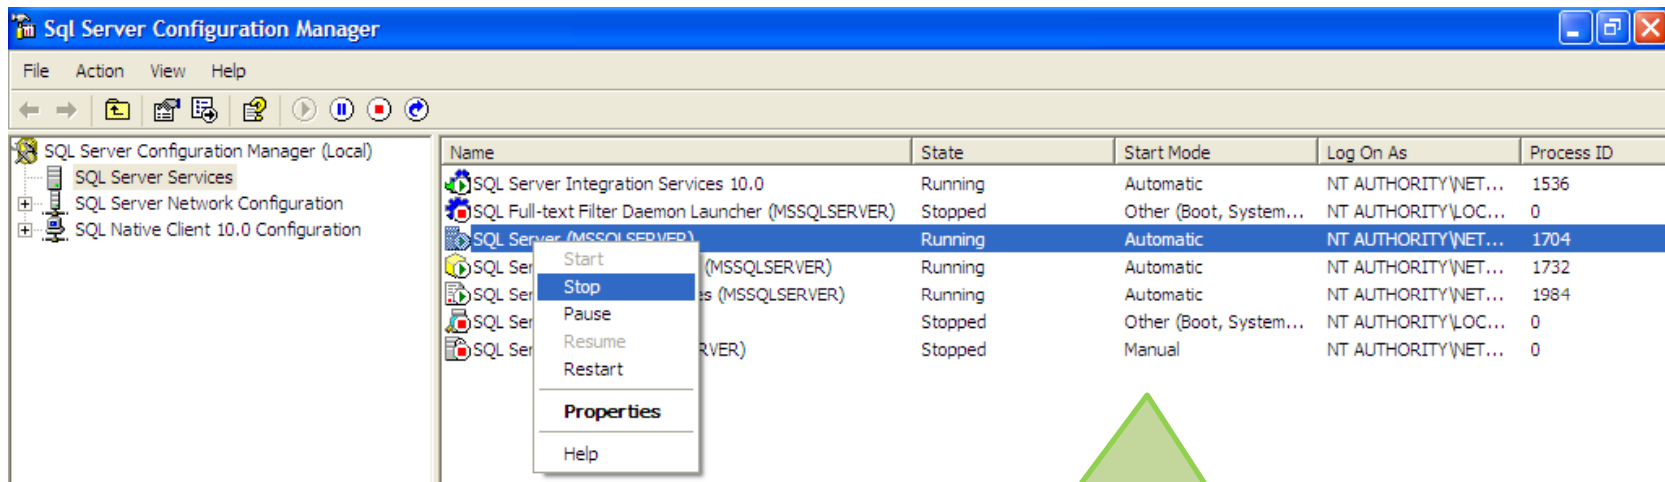 Sql Server Configuration Manager
File Action View Help
SQL Server Configuration Manager (Local)
SQL Server Services
SQL Server Network Configuration
SQL Native Client 10.0 Configuration
Name State Start Mode Log On As Process ID
SQL Server Integration Services 10.0 Running Automatic NT AUTHORITY\NET... 1536
SQL Full-text Filter Daemon Launcher (MSSQLSERVER) Stopped Other (Boot, System... NT AUTHORITY\LOC... 0
SQL Server (MSSQLSERVER) Running Automatic NT AUTHORITY\NET... 1704
SQL Ser (MSSQLSERVER) Running Automatic NT AUTHORITY\NET... 1732
SQL Ser es (MSSQLSERVER) Running Automatic NT AUTHORITY\NET... 1984
SQL Ser Stopped Other (Boot, System... NT AUTHORITY\LOC... 0
SQL Ser RVER) Stopped Manual NT AUTHORITY\NET... 0
Start
Stop
Pause
Resume
Restart
Properties
Help